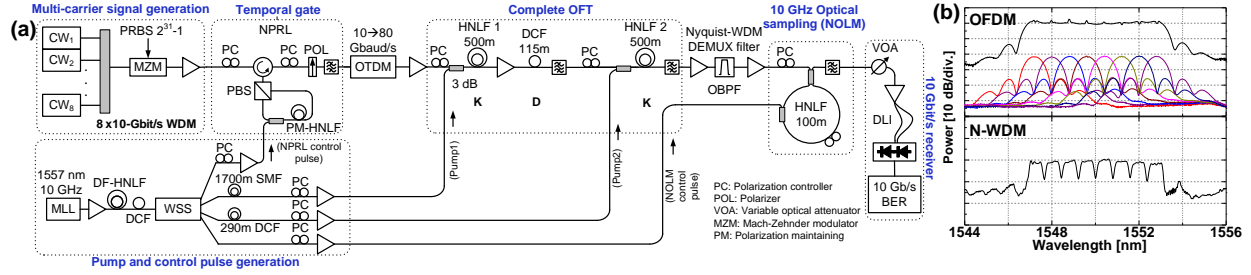 Multi-carrier signal generation
Temporal gate
Complete OFT
10 GHz Optical
sampling (NOLM)
(a)
CW1
CW2
CW8
PRBS 2^31-1
MZM
8 x10-Gbit/s WDM
NPRL
PC
PC
POL
PBS
PM-HNLF
(NPRL control
pulse)
10→80
Gbaud/s
OTDM
PC
3 dB
HNLF 1
500m
K
DCF
115m
D
PC
HNLF 2
500m
K
(Pump1)
(Pump2)
Nyquist-WDM
DEMUX filter
OBPF
PC
HNLF
100m
(NOLM
control
pulse)
VOA
DLI
10 Gb/s
BER
10 Gbit/s receiver
1557 nm
10 GHz
MLL
DF-HNLF
DCF
WSS
PC
1700m SMF
290m DCF
PC
PC
PC
Pump and control pulse generation
PC: Polarization controller
POL: Polarizer
VOA: Variable optical attenuator
MZM: Mach-Zehnder modulator
PM: Polarization maintaining
(b)
OFDM
N-WDM
Power [10 dB/div.]
1544 1548 1552 1556
Wavelength [nm]